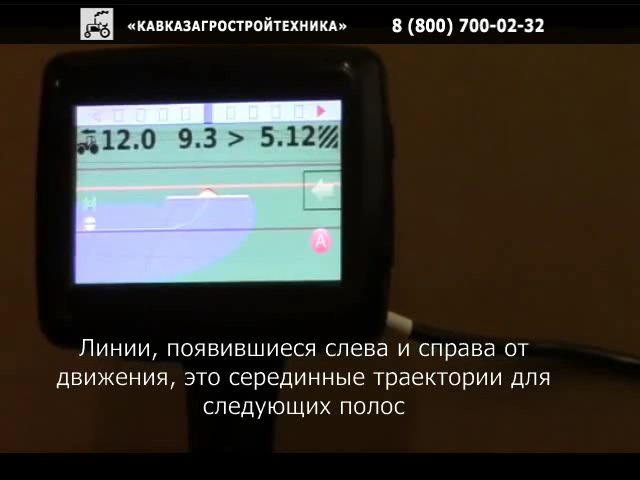 «КАВКАЗАГРОСТРОЙТЕХНИКА» 8 (800) 700-02-32
12.0 9.3 > 5.12
A
Линии, появившиеся слева и справа от
движения, это серединные траектории для
следующих полос